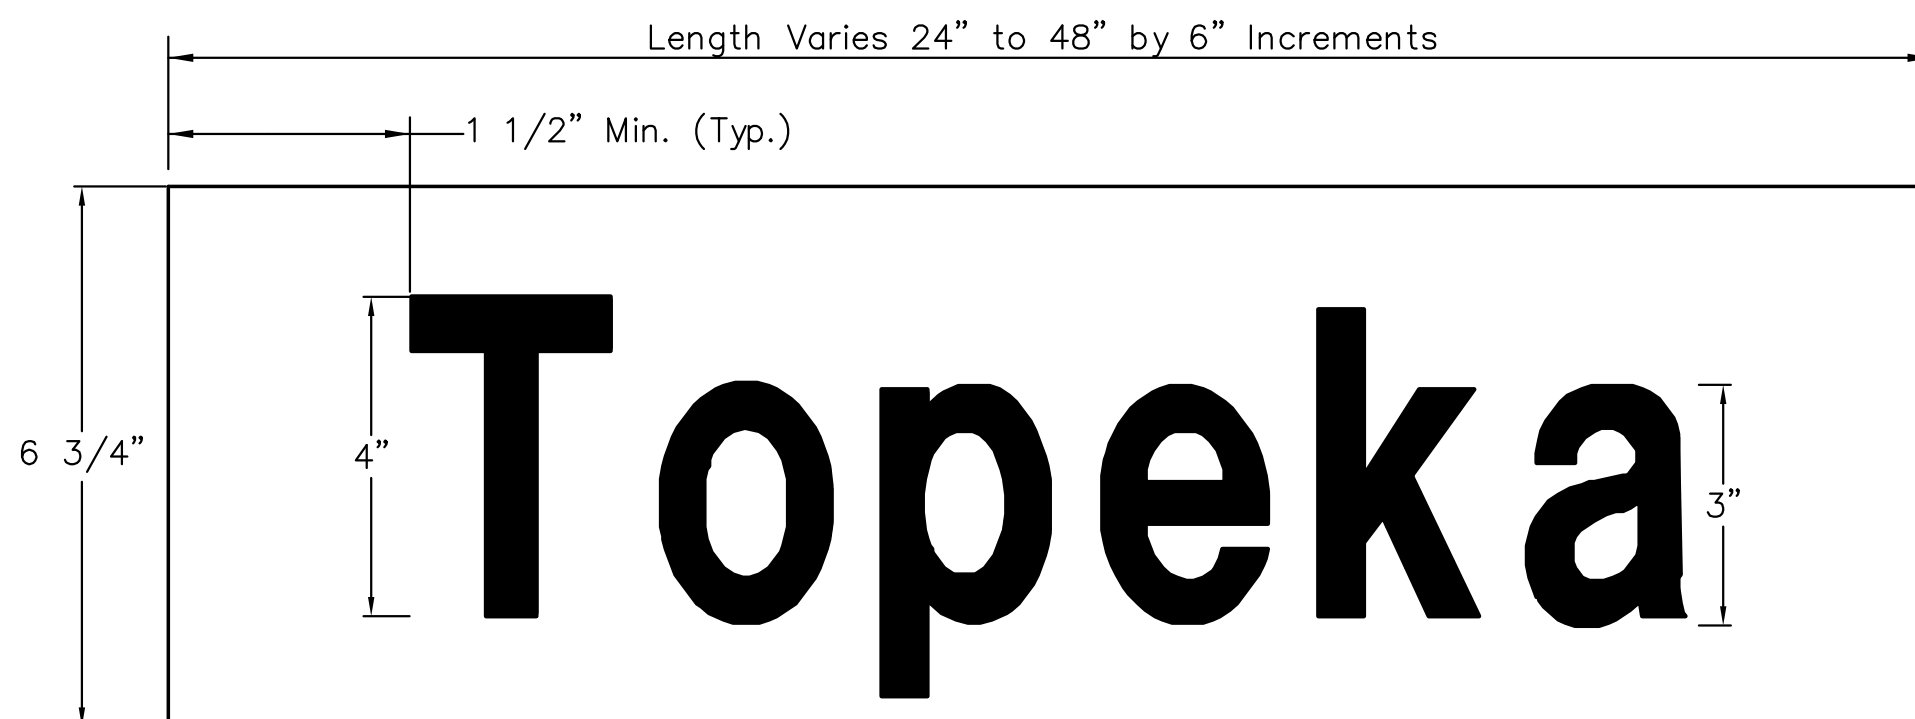 Length Varies 24” to 48” by 6” Increments
1 1/2” Min. (Typ.)
Topeka
6 3/4”
4”
3”